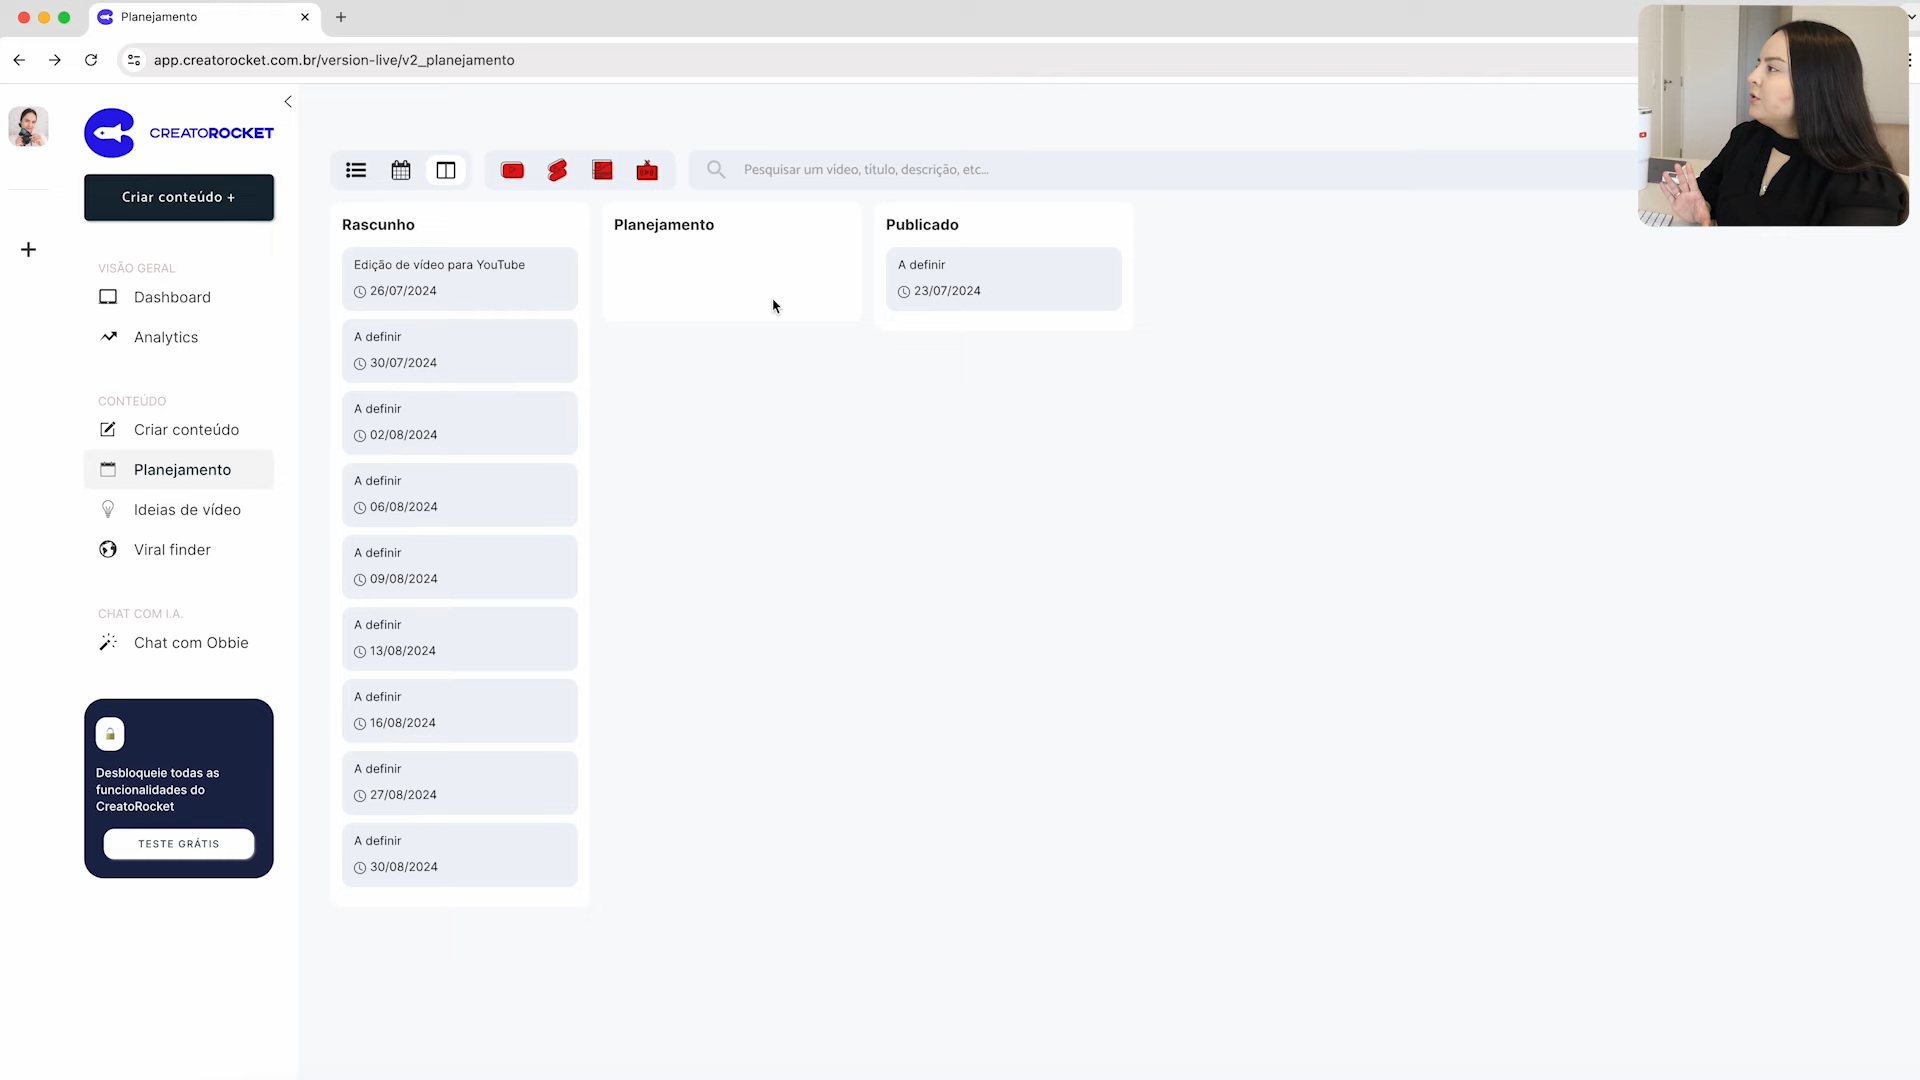 Planejamento
app.creatorocket.com.br/version-live/v2_planejamento
CREATOROCKET
Criar conteúdo +
VISÃO GERAL
Dashboard
Analytics
CONTEÚDO
Criar conteúdo
Planejamento
Ideias de vídeo
Viral finder
CHAT COM I.A.
Chat com Obbie
Desbloqueie todas as
funcionalidades do
CreatoRocket
TESTE GRÁTIS
Pesquisar um video, título, descrição, etc...
Rascunho
Edição de vídeo para YouTube
26/07/2024
A definir
30/07/2024
A definir
02/08/2024
A definir
06/08/2024
A definir
09/08/2024
A definir
13/08/2024
A definir
16/08/2024
A definir
27/08/2024
A definir
30/08/2024
Planejamento
Publicado
A definir
23/07/2024